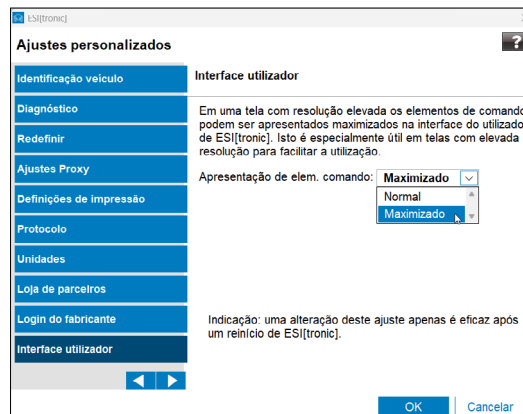 ESI[tronic]
Ajustes personalizados
?
Identificação veículo
Diagnóstico
Redefinir
Ajustes Proxy
Definições de impressão
Protocolo
Unidades
Loja de parceiros
Login do fabricante
Interface utilizador
Interface utilizador
Em uma tela com resolução elevada os elementos de comando
podem ser apresentados maximizados na interface do utilizador
de ESI[tronic]. Isto é especialmente útil em telas com elevada
resolução para facilitar a utilização.
Apresentação de elem. comando: Maximizado
Normal
Maximizado
Indicação: uma alteração deste ajuste apenas é eficaz após
um reinício de ESI[tronic].
OK Cancelar